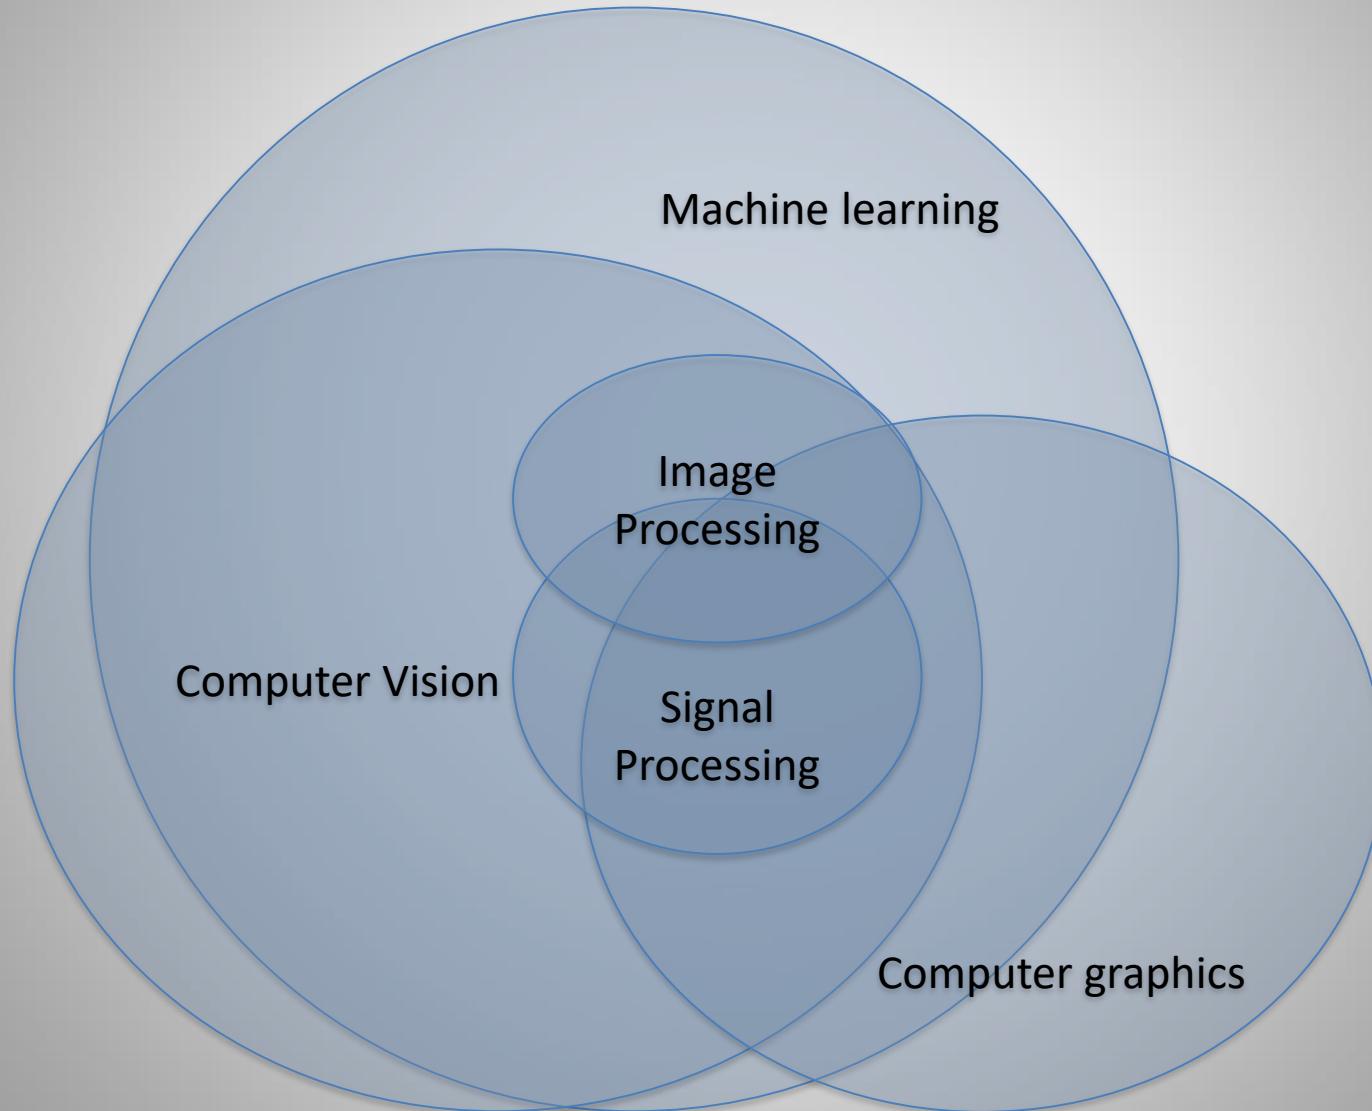 Machine learning
Image
Processing
Computer Vision
Signal
Processing
Computer graphics